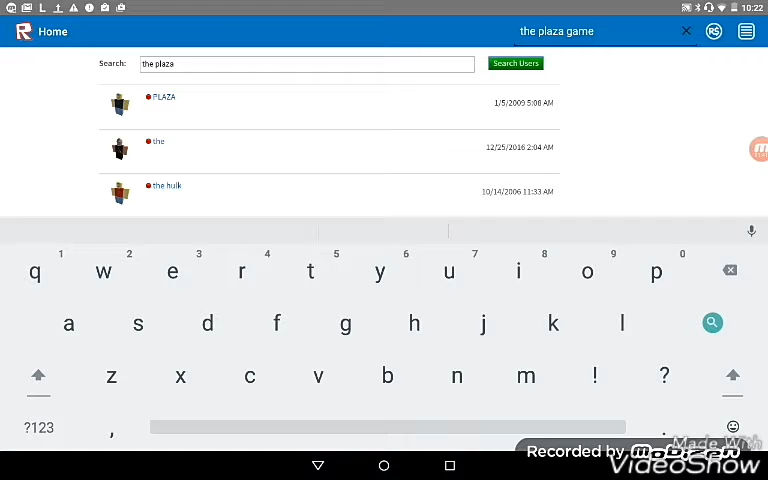 L 10:22
Home the plaza game R$
Search: the plaza Search Users
PLAZA 1/5/2009 5:08 AM
the 12/25/2016 2:04 AM
the hulk 10/14/2006 11:33 AM
1 2 3 4 5 6 7 8 9 0
q w e r t y u i o p
a s d f g h j k l
z x c v b n m ! ?
?123 , .
Recorded by mobizen
Made With
VideoShow